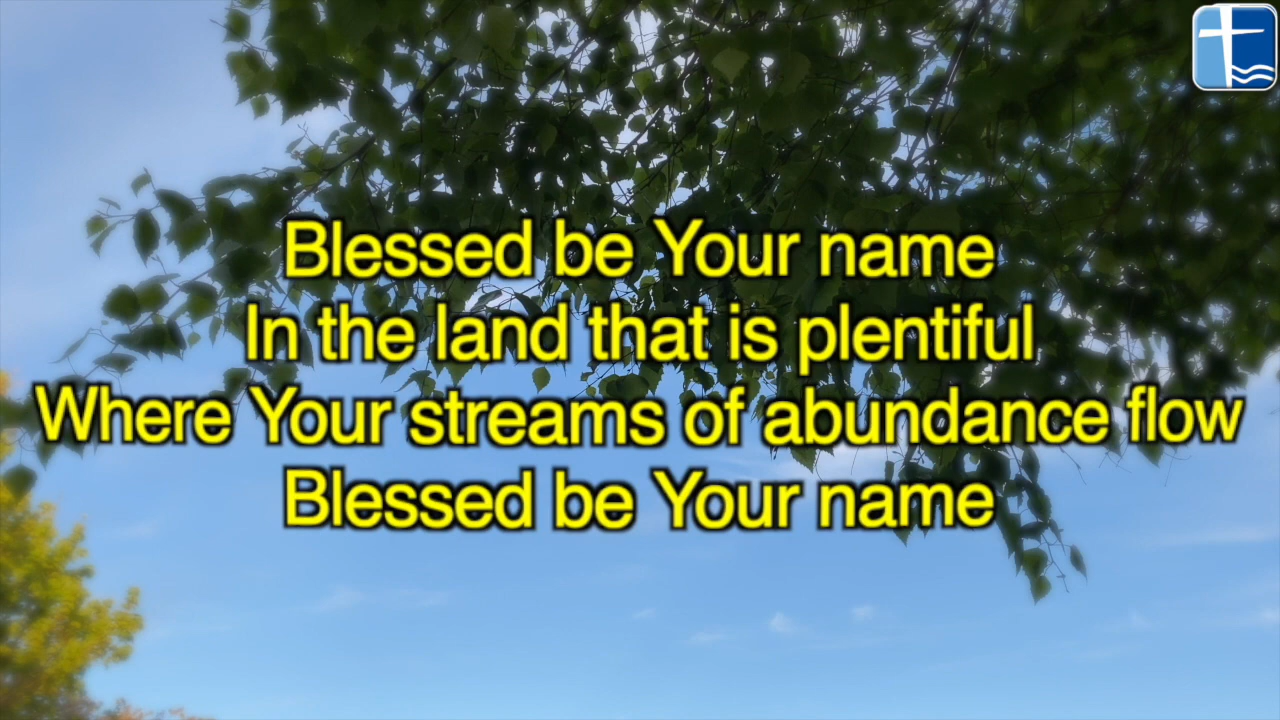 Blessed be Your name
In the land that is plentiful
Where Your streams of abundance flow
Blessed be Your name